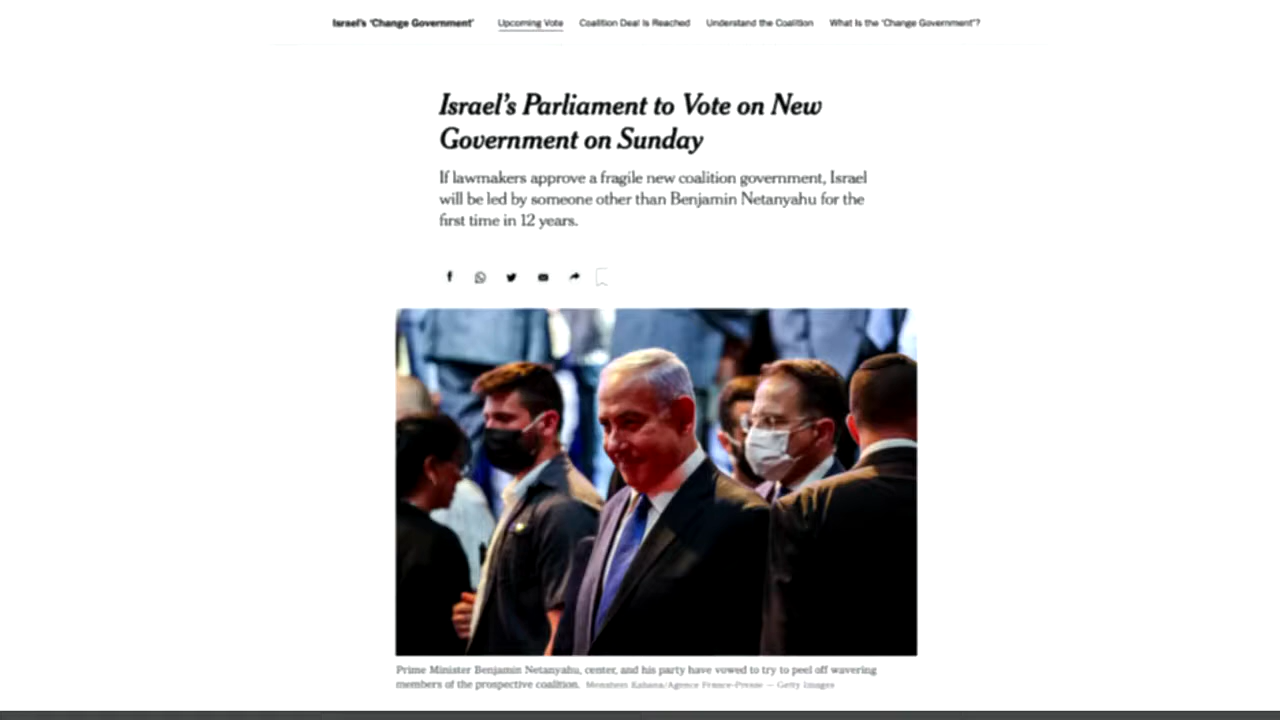 Israel's 'Change Government' Upcoming Vote Coalition Deal Is Reached Understand the Coalition What Is the 'Change Government'?
Israel's Parliament to Vote on New
Government on Sunday
If lawmakers approve a fragile new coalition government, Israel
will be led by someone other than Benjamin Netanyahu for the
first time in 12 years.
Prime Minister Benjamin Netanyahu, center, and his party have vowed to try to peel off wavering
members of the prospective coalition. Menahem Kahana/Agence France-Presse — Getty Images